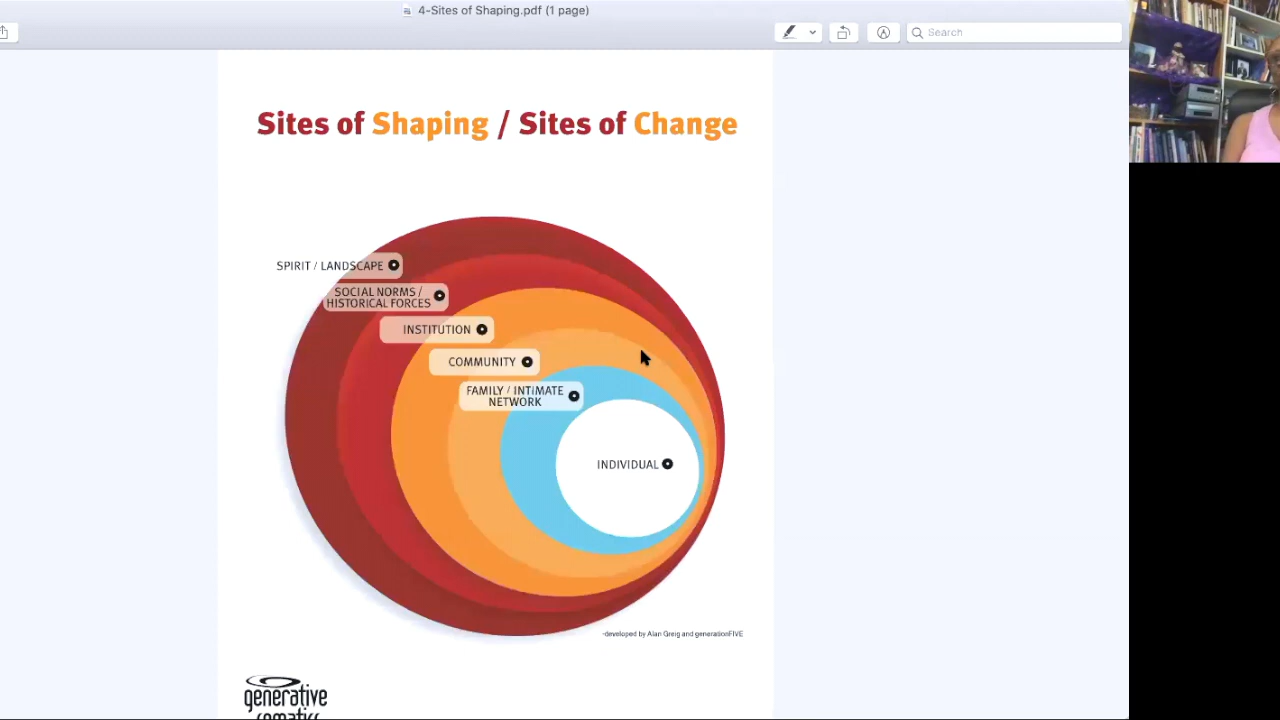 4-Sites of Shaping.pdf (1 page)
Search
Sites of Shaping / Sites of Change
SPIRIT / LANDSCAPE
SOCIAL NORMS /
HISTORICAL FORCES
INSTITUTION
COMMUNITY
FAMILY / INTIMATE
NETWORK
INDIVIDUAL
-developed by Alan Greig and generationFIVE
generative
somatics